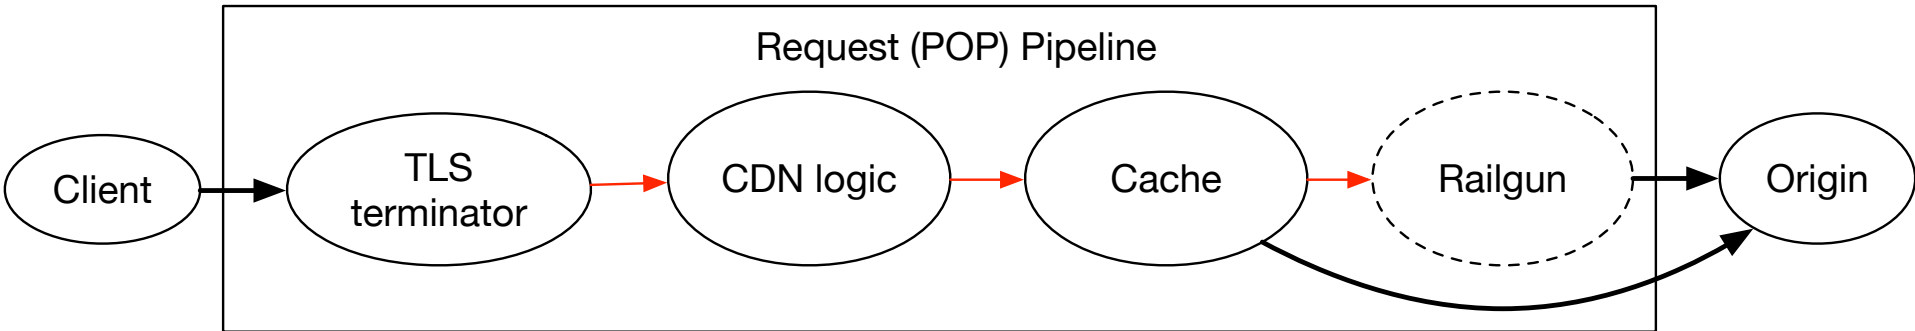 Request (POP) Pipeline
Client
TLS
terminator
CDN logic
Cache
Railgun
Origin